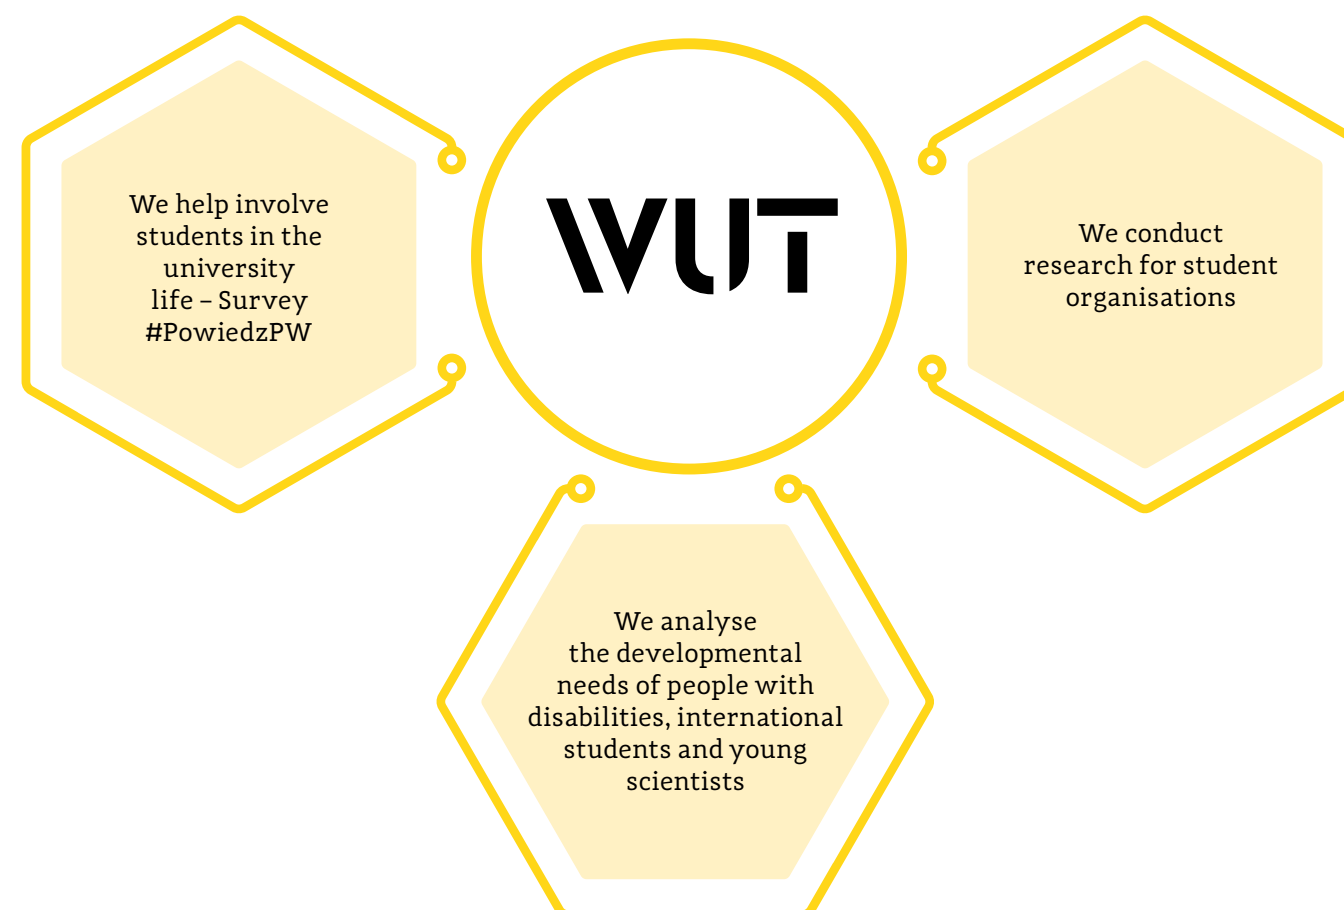 We help involve
students in the
university
life – Survey
#PowiedzPW
WUT
We conduct
research for student
organisations
We analyse
the developmental
needs of people with
disabilities, international
students and young
scientists